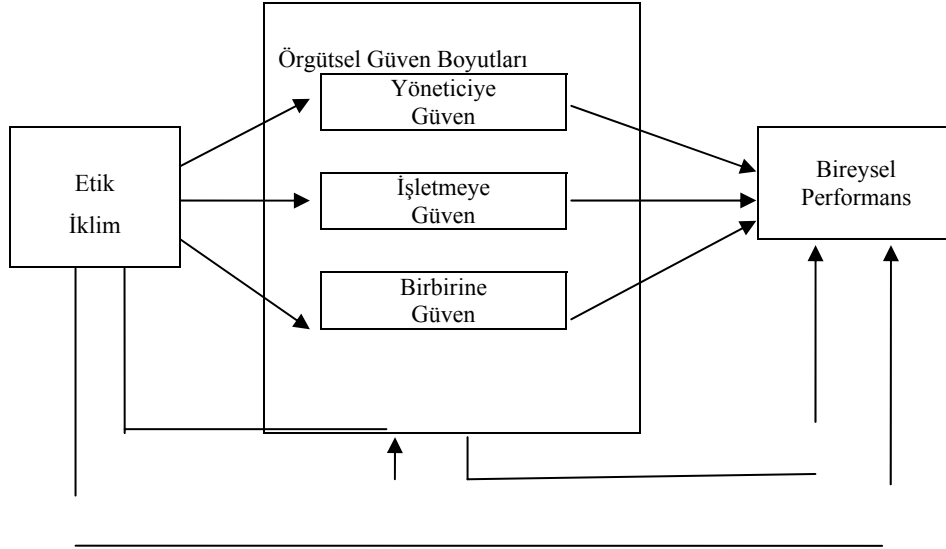 Örgütsel Güven Boyutları
Yöneticiye
Güven
Etik
İklim
İşletmeye
Güven
Birbirine
Güven
Bireysel
Performans